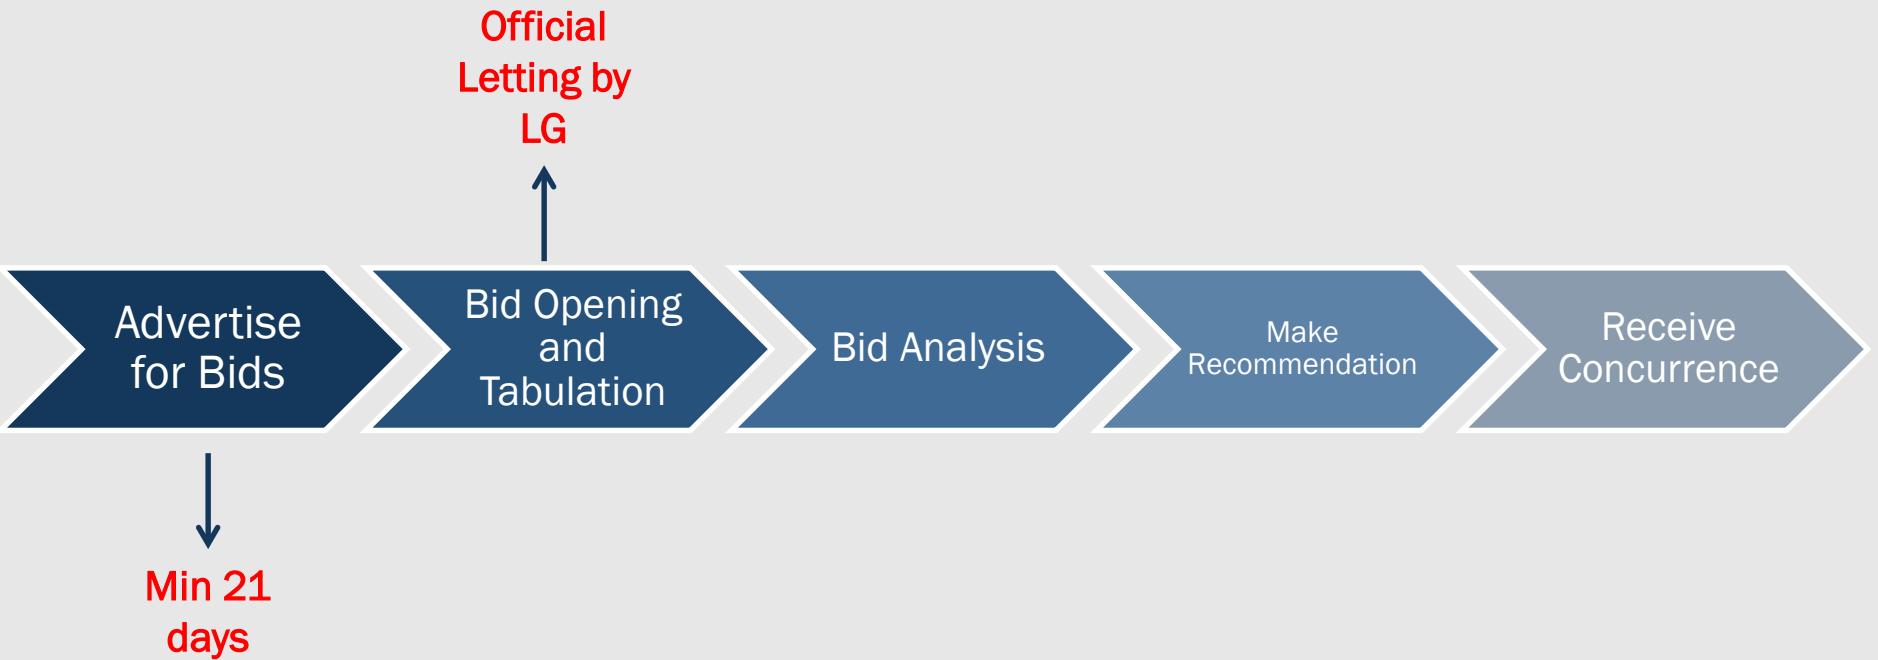 Official
Letting by
LG
Advertise
for Bids
Bid Opening
and
Tabulation
Bid Analysis
Make
Recommendation
Receive
Concurrence
Min 21
days